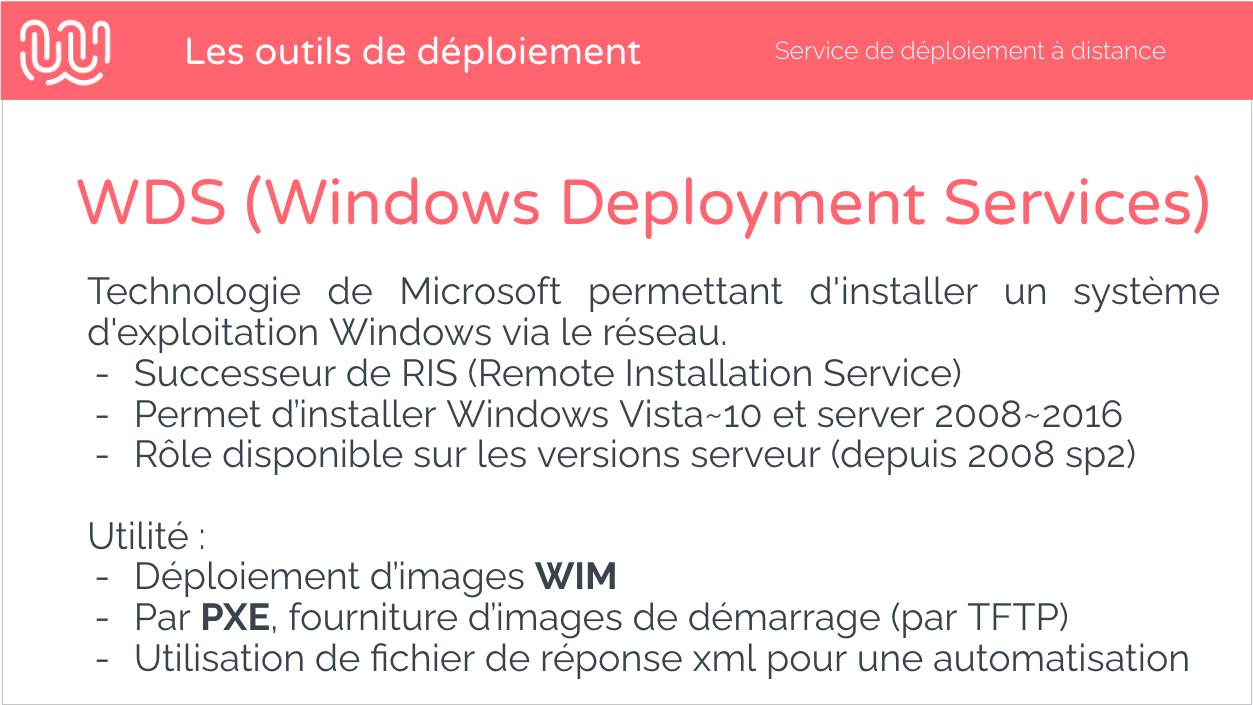 Les outils de déploiement
Service de déploiement à distance
WDS (Windows Deployment Services)
Technologie de Microsoft permettant d'installer un système
d'exploitation Windows via le réseau.
- Successeur de RIS (Remote Installation Service)
- Permet d’installer Windows Vista~10 et server 2008~2016
- Rôle disponible sur les versions serveur (depuis 2008 sp2)
Utilité :
- Déploiement d’images WIM
- Par PXE, fourniture d’images de démarrage (par TFTP)
- Utilisation de fichier de réponse xml pour une automatisation